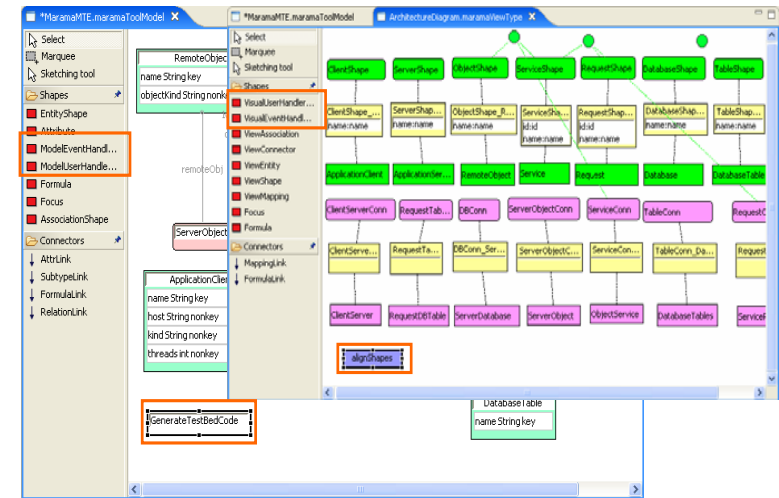 *MaramaMTE.maramaToolModel
Select
Marquee
Sketching tool
Shapes
EntityShape
Attribute
ModelEventHandl...
ModelUserHandle...
Formula
Focus
AssociationShape
Connectors
AttrLink
SubtypeLink
FormulaLink
RelationLink
RemoteObjec
name String key
objectKind String nonke
remoteObj
ServerObject
ApplicationClie
name String key
host String nonkey
kind String nonkey
threads int nonkey
GenerateTestBedCode
DatabaseTable
name String key
*MaramaMTE.maramaToolModel
ArchitectureDiagram.maramaViewType
Select
Marquee
Sketching tool
Shapes
VisualUserHandler...
VisualEventHandl...
ViewAssociation
ViewConnector
ViewEntity
ViewShape
ViewMapping
Focus
Formula
Connectors
MappingLink
FormulaLink
ClientShape ServerShape ObjectShape ServiceShape RequestShape DatabaseShape TableShape
ClientShape_... ServerShap... ObjectShape_R... ServiceSha... RequestShap... DatabaseShap... TableShap...
name:name name:name name:name id:id id:id name:name name:name
name:name name:name
ApplicationClient ApplicationSer... RemoteObject Service Request Database DatabaseTable
ClientServerConn RequestTab... DBConn ServerObjectConn ServiceConn TableConn RequestC
ClientServe... RequestTa... DBConn_Ser... ServerObjectC... ServiceCon... TableConn_Da... Request
ClientServer RequestDBTable ServerDatabase ServerObject ObjectService DatabaseTables ServiceR
alignShapes